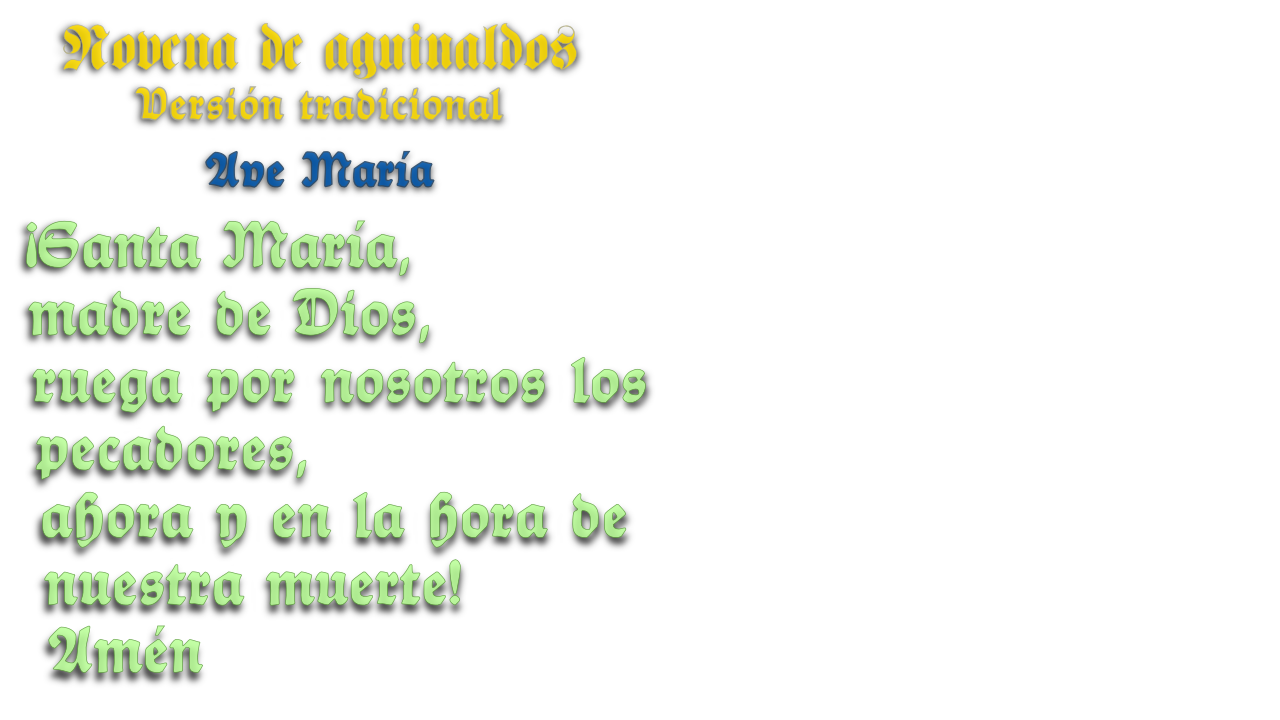 Novena de aguinaldos
Versión tradicional
Ave María
¡Santa María,
madre de Dios,
ruega por nosotros los
pecadores,
ahora y en la hora de
nuestra muerte!
Amén